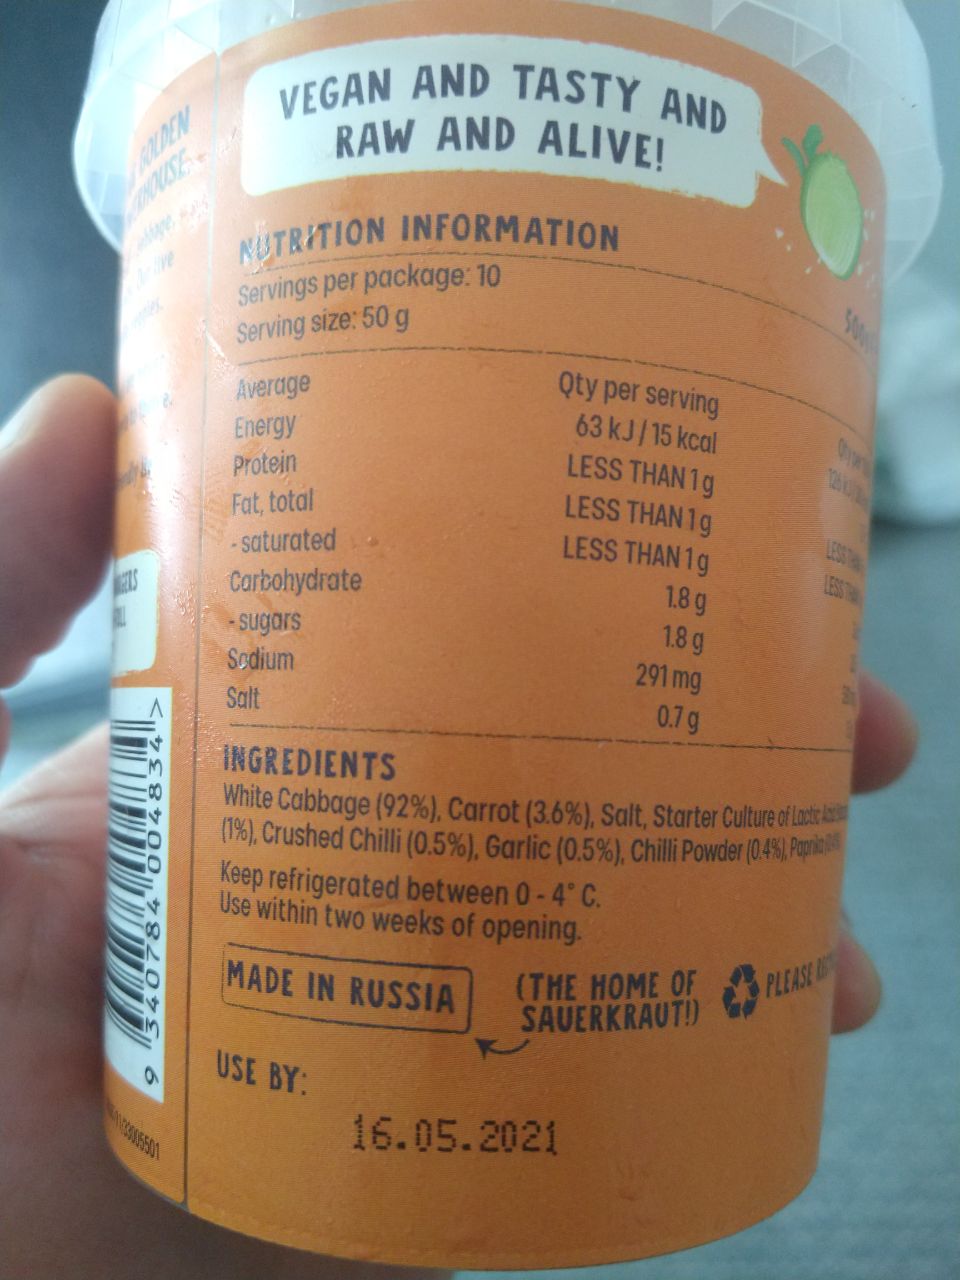 VEGAN AND TASTY AND
RAW AND ALIVE!
GOLDEN
NUTRITION INFORMATION
Servings per package: 10
Serving size: 50 g
Average Qty per serving
Energy 63 kJ / 15 kcal
Protein LESS THAN 1 g
Fat, total LESS THAN 1 g
- saturated LESS THAN 1 g
Carbohydrate 1.8 g
- sugars 1.8 g
Sodium 291 mg
Salt 0.7 g
INGREDIENTS
White Cabbage (92%), Carrot (3.6%), Salt, Starter Culture of Lactic
(1%), Crushed Chilli (0.5%), Garlic (0.5%), Chilli Powder (0.4%), Paprika
Keep refrigerated between 0 - 4° C.
Use within two weeks of opening.
MADE IN RUSSIA
(THE HOME OF
SAUERKRAUT!)
PLEASE
USE BY:
16.05.2021
9 340784 004834 >